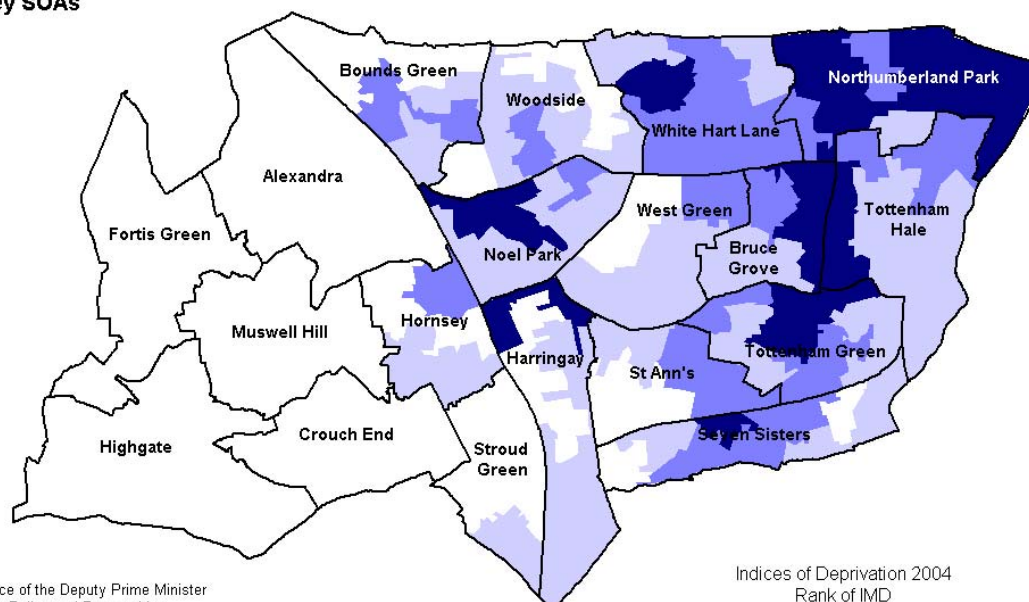 SOAs
Bounds Green
Woodside
Northumberland Park
White Hart Lane
Alexandra
Fortis Green
West Green
Tottenham
Hale
Bruce
Grove
Noel Park
Muswell Hill
Hornsey
Harringay
Tottenham Green
St Ann's
Highgate
Crouch End
Stroud
Green
Seven Sisters
ce of the Deputy Prime Minister
Indices of Deprivation 2004
Rank of IMD